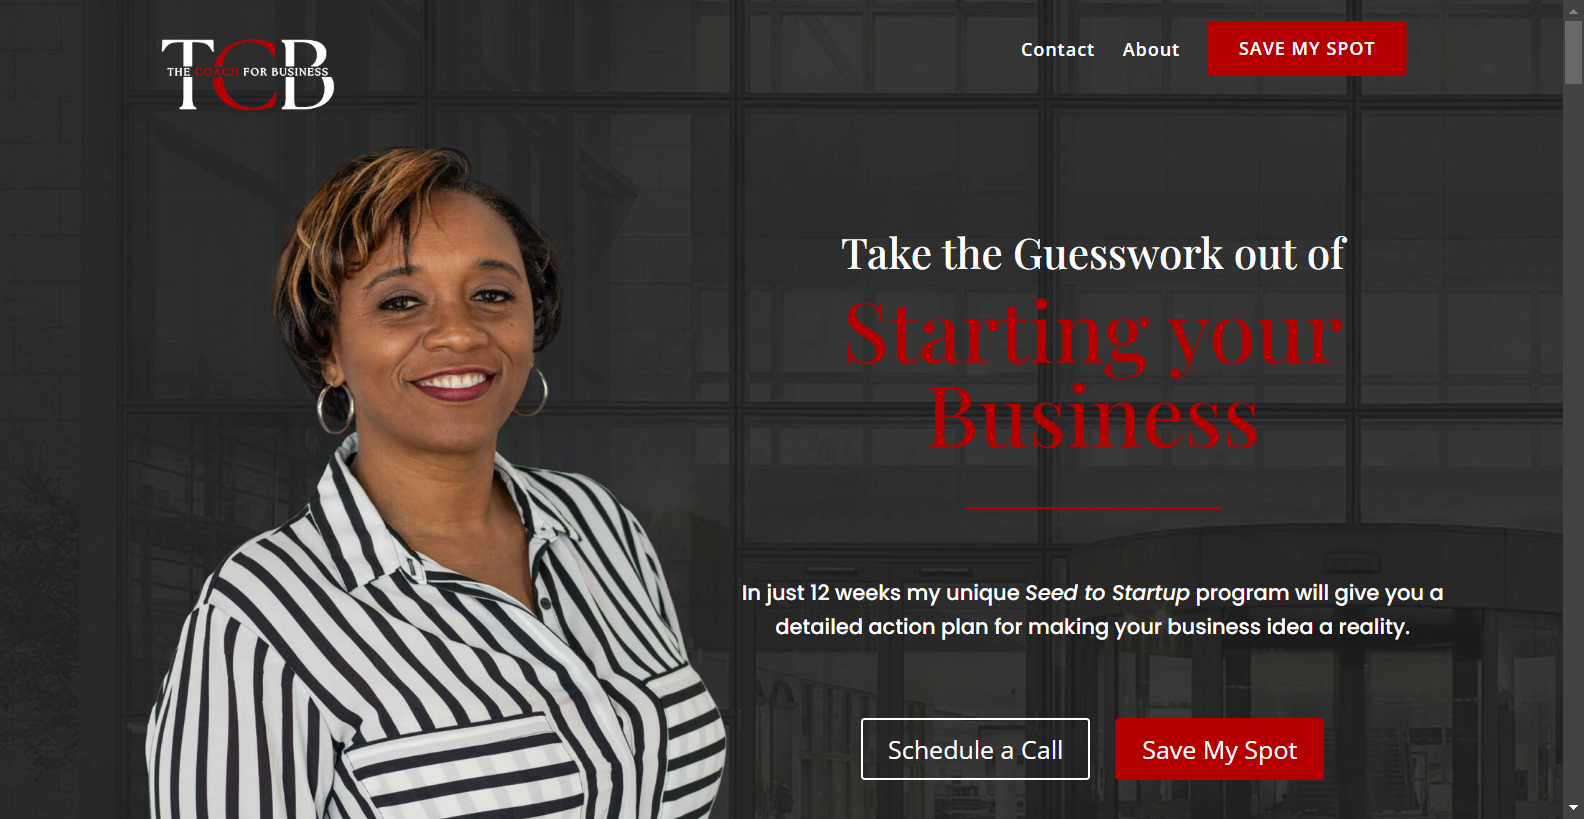 TCB
THE COACH FOR BUSINESS
Contact About SAVE MY SPOT
Take the Guesswork out of
Starting your
Business
In just 12 weeks my unique Seed to Startup program will give you a
detailed action plan for making your business idea a reality.
Schedule a Call Save My Spot